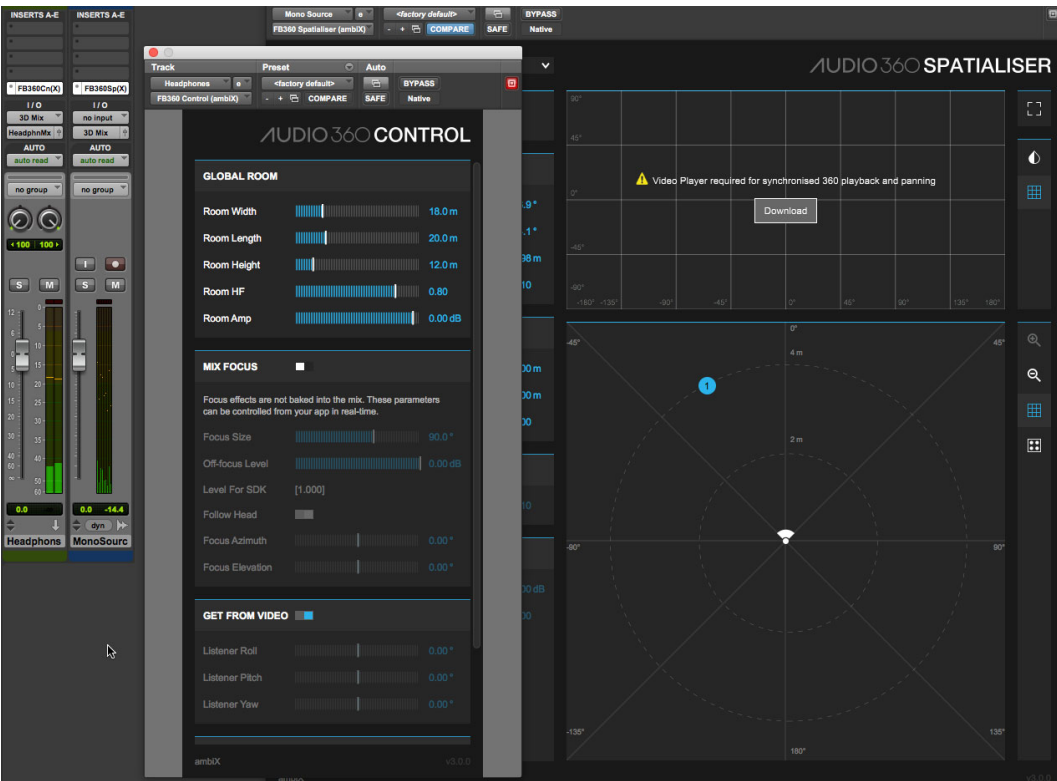 INSERTS A-E
INSERTS A-E
FB360Cn(X)
FB360Sp(X)
I / O
I / O
3D Mix
no input
HeadphnMx
3D Mix
AUTO
AUTO
auto read
auto read
no group
no group
100
100
I
S
M
S
M
0.0
0.0
-14.4
dyn
Headphons
MonoSourc
Mono Source
e
<factory default>
BYPASS
FB360 Spatialiser (ambiX)
- +
COMPARE
SAFE
Native
Track
Preset
Auto
Headphones
e
<factory default>
BYPASS
FB360 Control (ambiX)
- +
COMPARE
SAFE
Native
AUDIO360 CONTROL
GLOBAL ROOM
Room Width
18.0 m
Room Length
20.0 m
Room Height
12.0 m
Room HF
0.80
Room Amp
0.00 dB
MIX FOCUS
Focus effects are not baked into the mix. These parameters
can be controlled from your app in real-time.
Focus Size
90.0 °
Off-focus Level
0.00 dB
Level For SDK
[1.000]
Follow Head
Focus Azimuth
0.00 °
Focus Elevation
0.00 °
GET FROM VIDEO
Listener Roll
0.00 °
Listener Pitch
0.00 °
Listener Yaw
0.00 °
ambiX
v3.0.0
AUDIO360 SPATIALISER
90°
45°
0°
-45°
-90°
-180°
-135°
-90°
-45°
0°
45°
90°
135°
180°
Video Player required for synchronised 360 playback and panning
Download
-45°
0°
45°
4 m
1
2 m
-90°
90°
-135°
180°
135°
v3.0.0